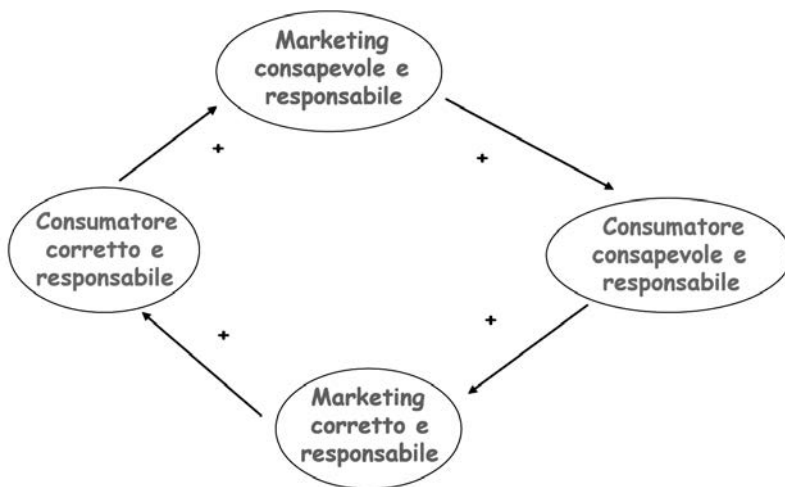 Marketing
consapevole e
responsabile
+
+
Consumatore
corretto e
responsabile
Consumatore
consapevole e
responsabile
+
+
Marketing
corretto e
responsabile